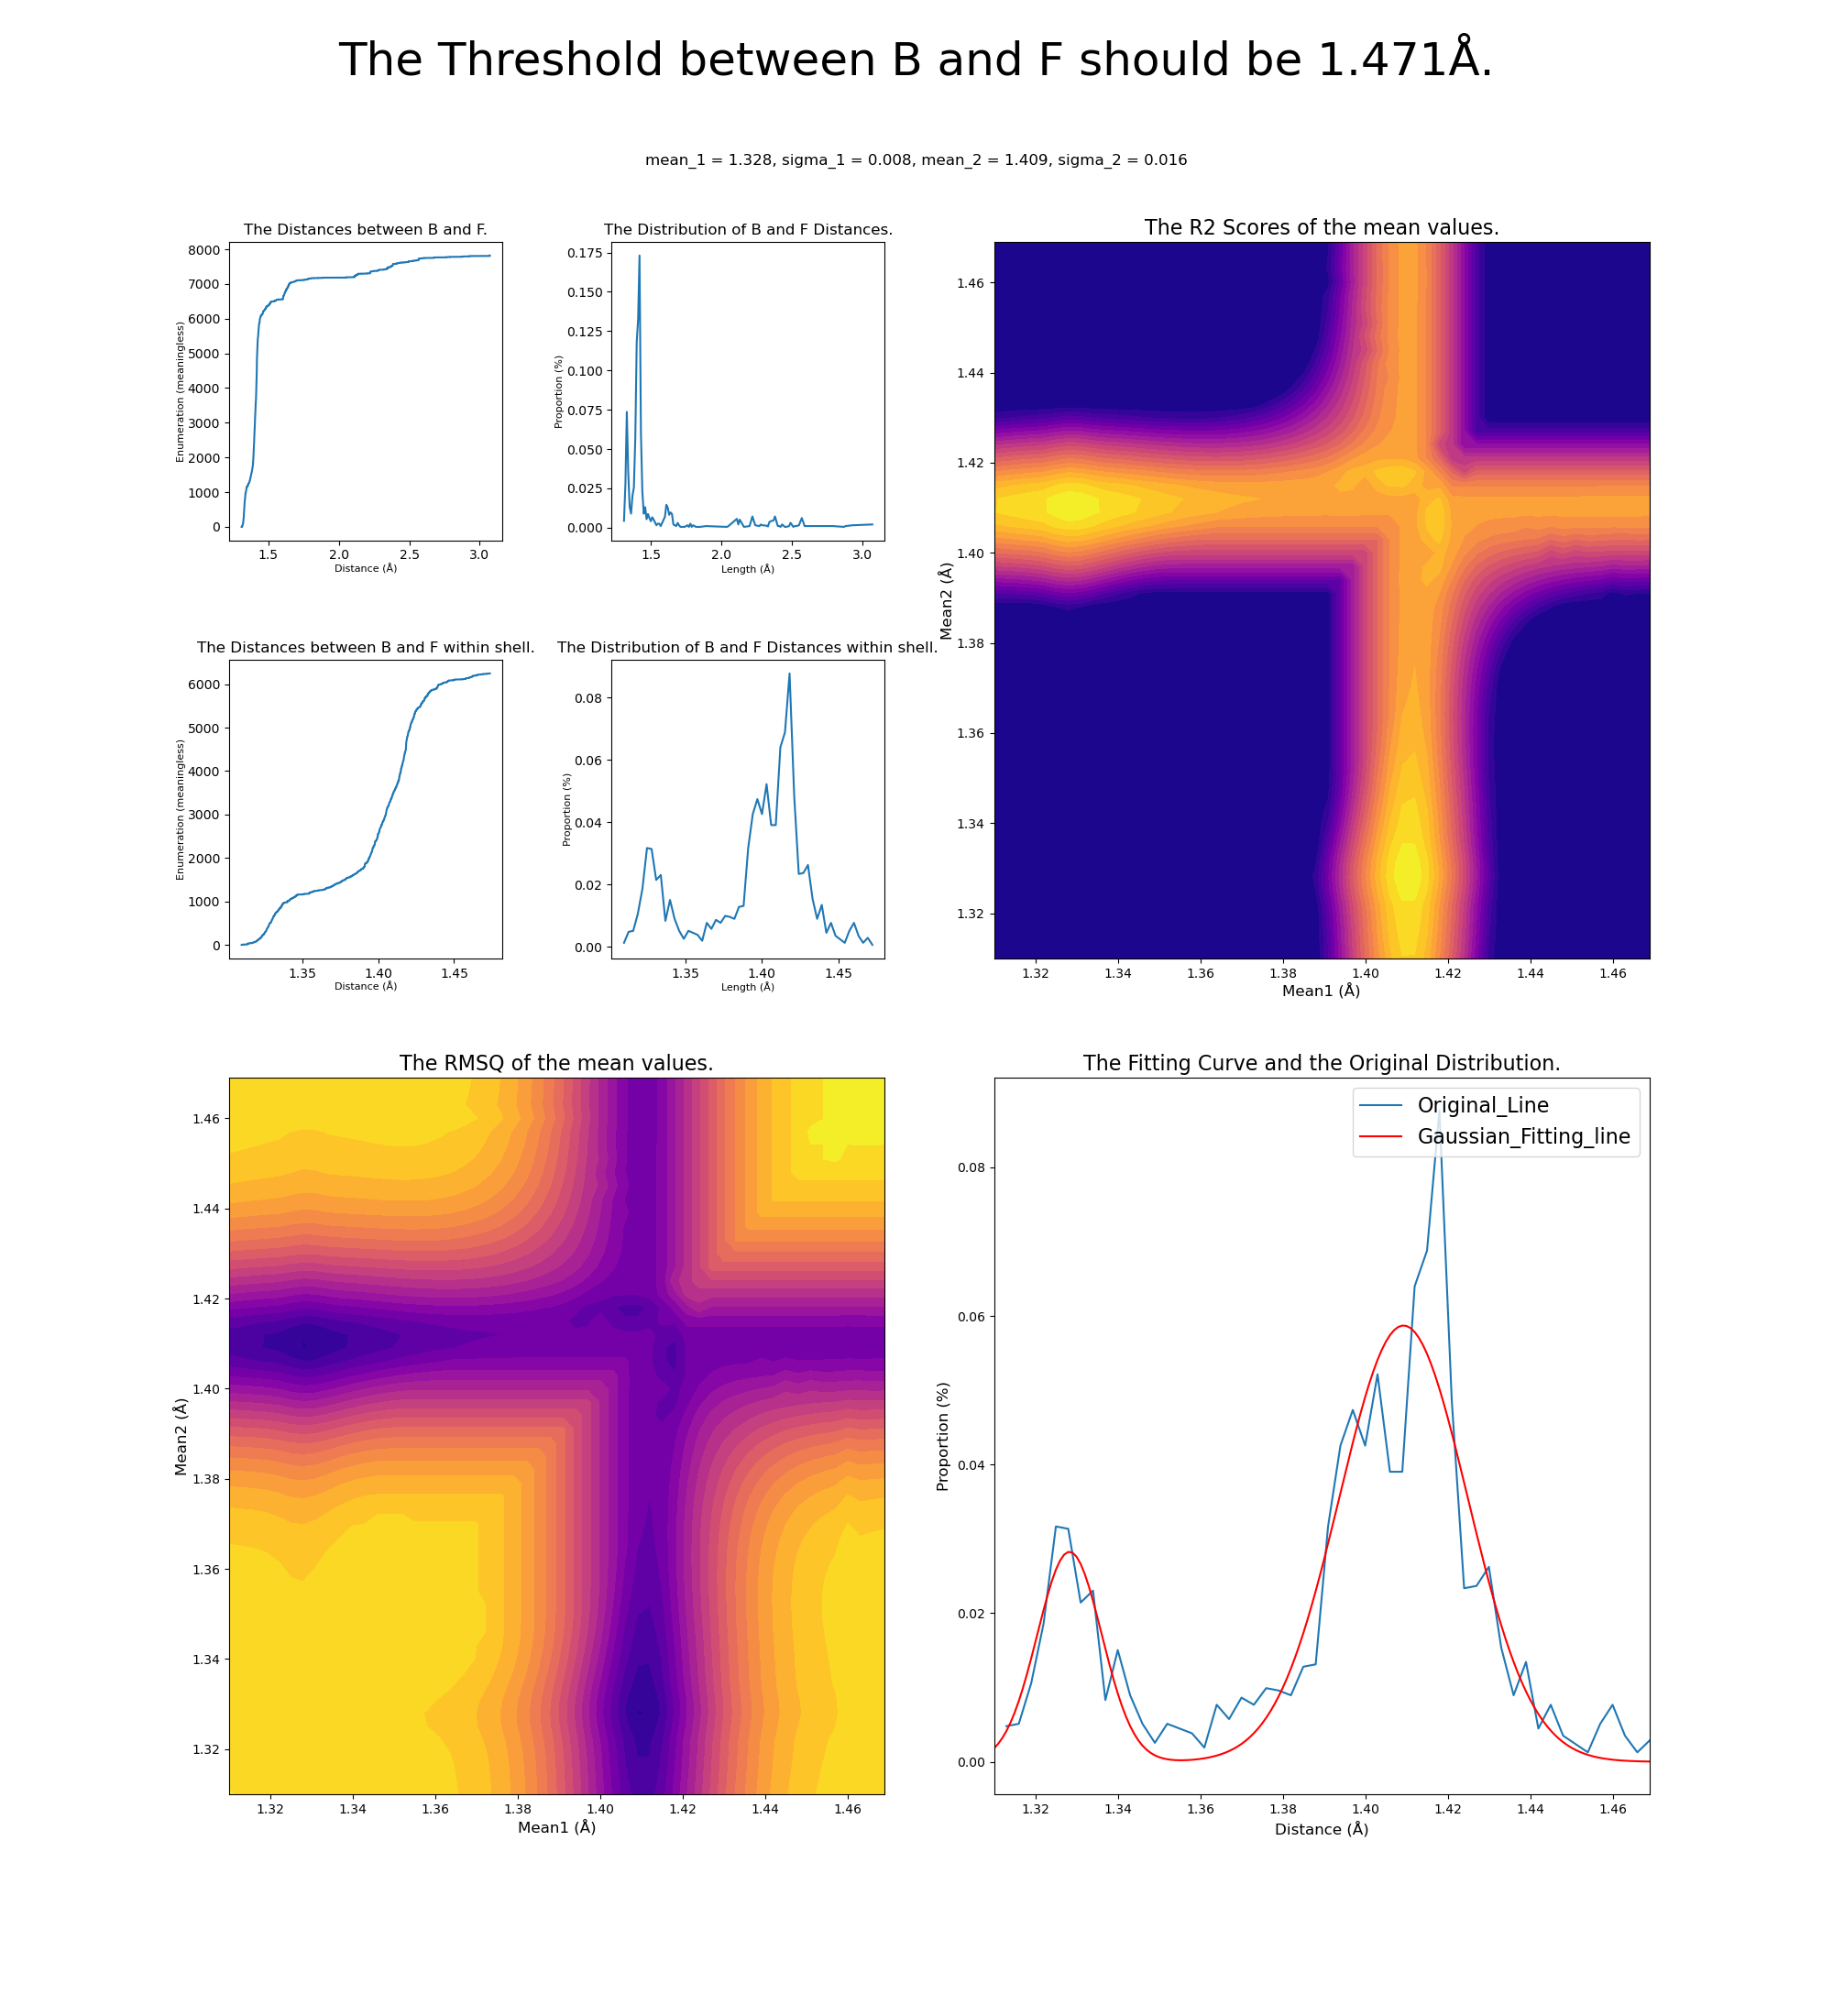 The Threshold between B and F should be 1.471Å.
mean_1 = 1.328, sigma_1 = 0.008, mean_2 = 1.409, sigma_2 = 0.016
The Distances between B and F.
8000
7000
6000
5000
4000
3000
2000
1000
0
Enumeration (meaningless)
1.5 2.0 2.5 3.0
Distance (Å)
The Distribution of B and F Distances.
0.175
0.150
0.125
0.100
0.075
0.050
0.025
0.000
Proportion (%)
1.5 2.0 2.5 3.0
Length (Å)
The R2 Scores of the mean values.
1.46
1.44
1.42
1.40
1.38
1.36
1.34
1.32
Mean2 (Å)
1.32 1.34 1.36 1.38 1.40 1.42 1.44 1.46
Mean1 (Å)
The Distances between B and F within shell.
6000
5000
4000
3000
2000
1000
0
Enumeration (meaningless)
1.35 1.40 1.45
Distance (Å)
The Distribution of B and F Distances within shell.
0.08
0.06
0.04
0.02
0.00
Proportion (%)
1.35 1.40 1.45
Length (Å)
The RMSQ of the mean values.
1.46
1.44
1.42
1.40
1.38
1.36
1.34
1.32
Mean2 (Å)
1.32 1.34 1.36 1.38 1.40 1.42 1.44 1.46
Mean1 (Å)
The Fitting Curve and the Original Distribution.
Original_Line
Gaussian_Fitting_line
0.08
0.06
0.04
0.02
0.00
Proportion (%)
1.32 1.34 1.36 1.38 1.40 1.42 1.44 1.46
Distance (Å)